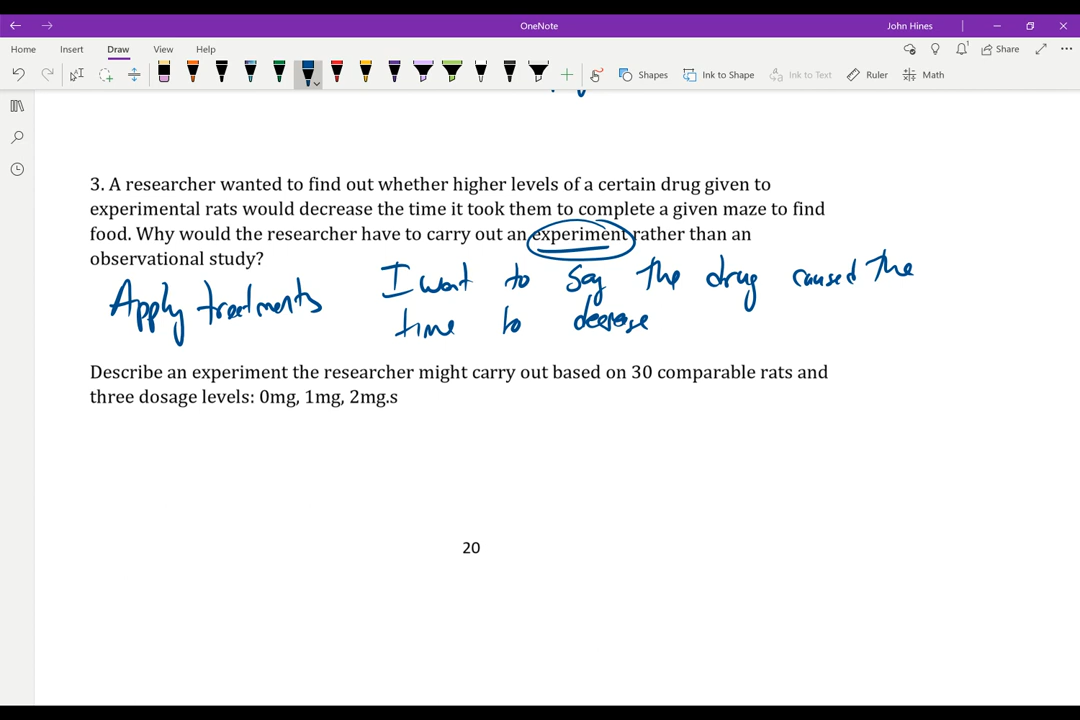 OneNote
John Hines
Home Insert Draw View Help
1 Share
Shapes Ink to Shape Ink to Text Ruler Math
3. A researcher wanted to find out whether higher levels of a certain drug given to
experimental rats would decrease the time it took them to complete a given maze to find
food. Why would the researcher have to carry out an experiment rather than an
observational study?
Apply treatments
I want to say the drug caused the
time to decrease
Describe an experiment the researcher might carry out based on 30 comparable rats and
three dosage levels: 0mg, 1mg, 2mg.s
20